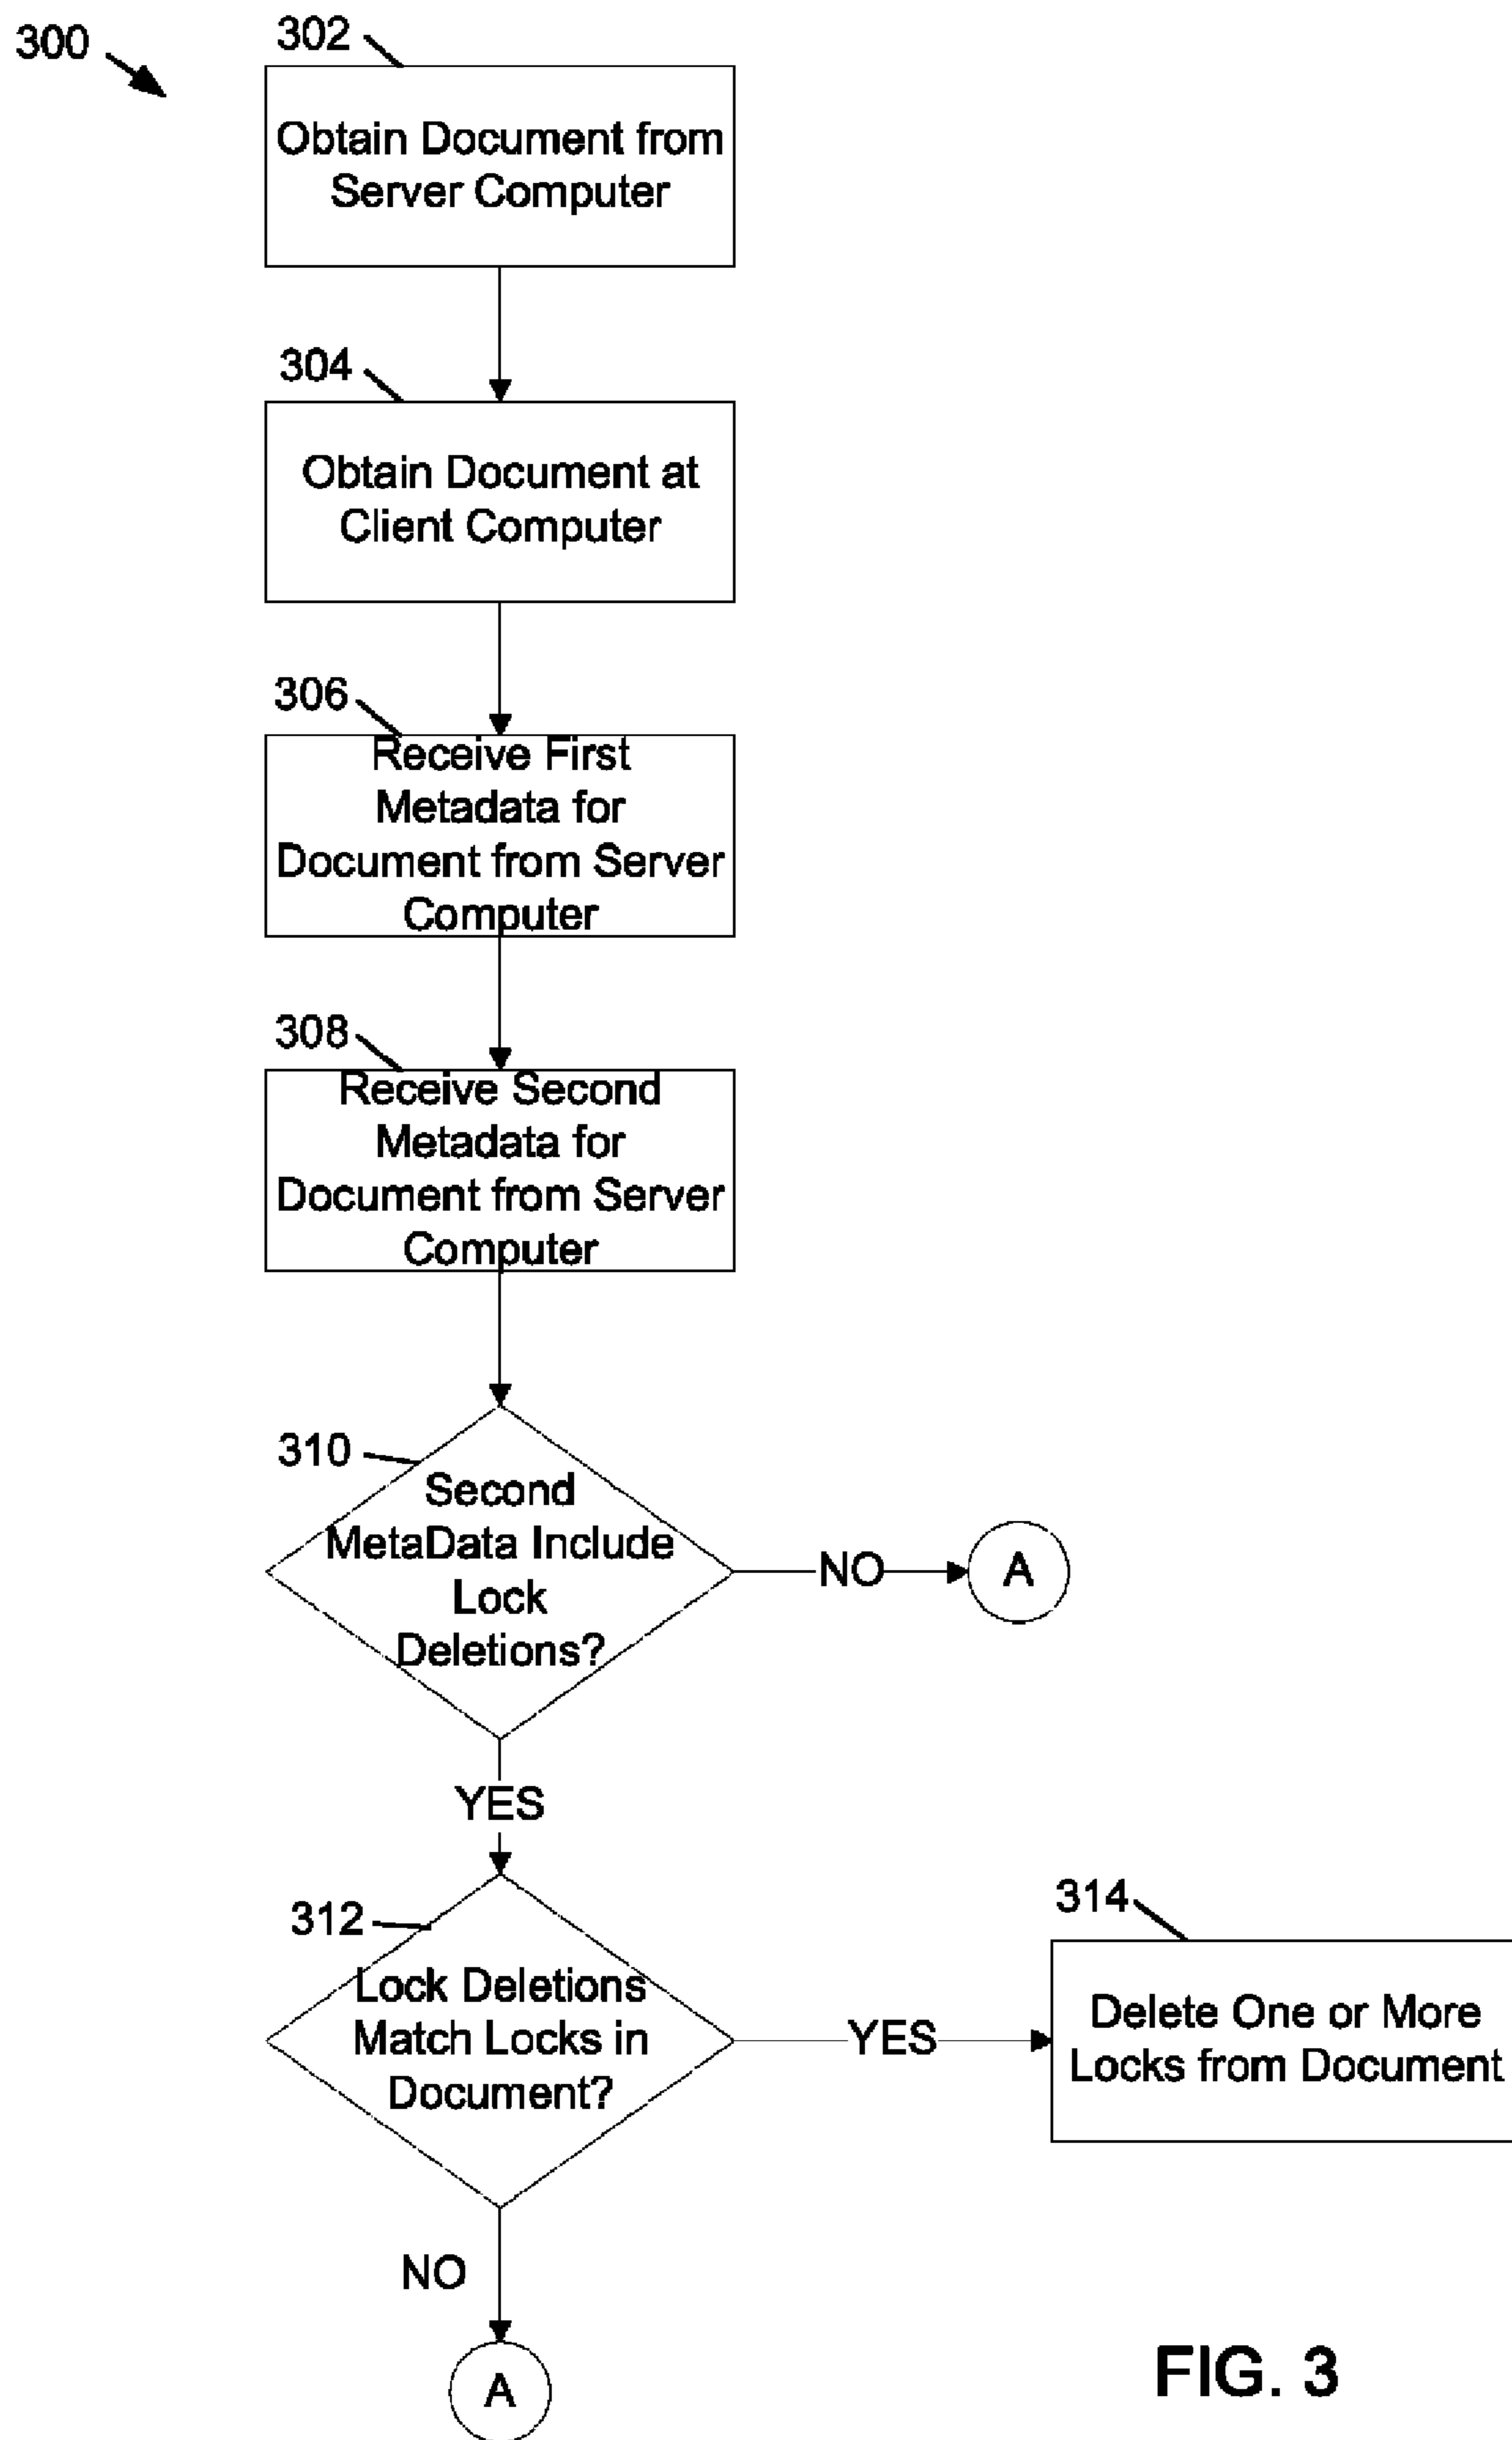 300
302
Obtain Document from
Server Computer
304
Obtain Document at
Client Computer
306
Receive First
Metadata for
Document from Server
Computer
308
Receive Second
Metadata for
Document from Server
Computer
310
Second
MetaData Include
Lock
Deletions?
NO
A
YES
312
Lock Deletions
Match Locks in
Document?
YES
314
Delete One or More
Locks from Document
NO
A
FIG. 3